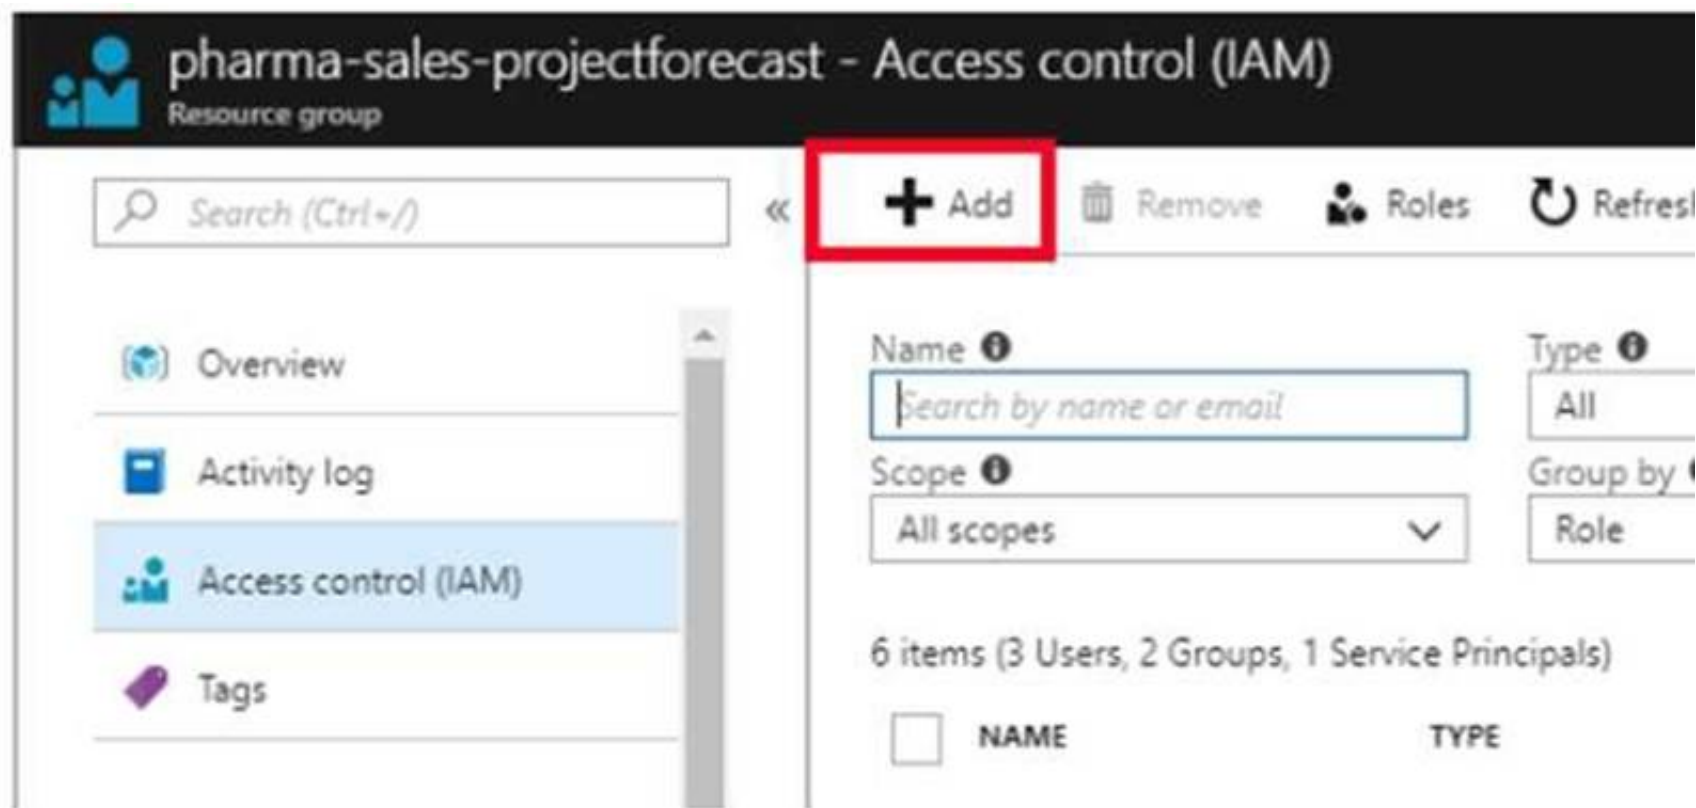 pharma-sales-projectforecast - Access control (IAM)
Resource group
Search (Ctrl+/)
«
Add
Remove
Roles
Refresh
Overview
Activity log
Access control (IAM)
Tags
Name
Type
Search by name or email
All
Scope
Group by
All scopes
Role
6 items (3 Users, 2 Groups, 1 Service Principals)
NAME
TYPE